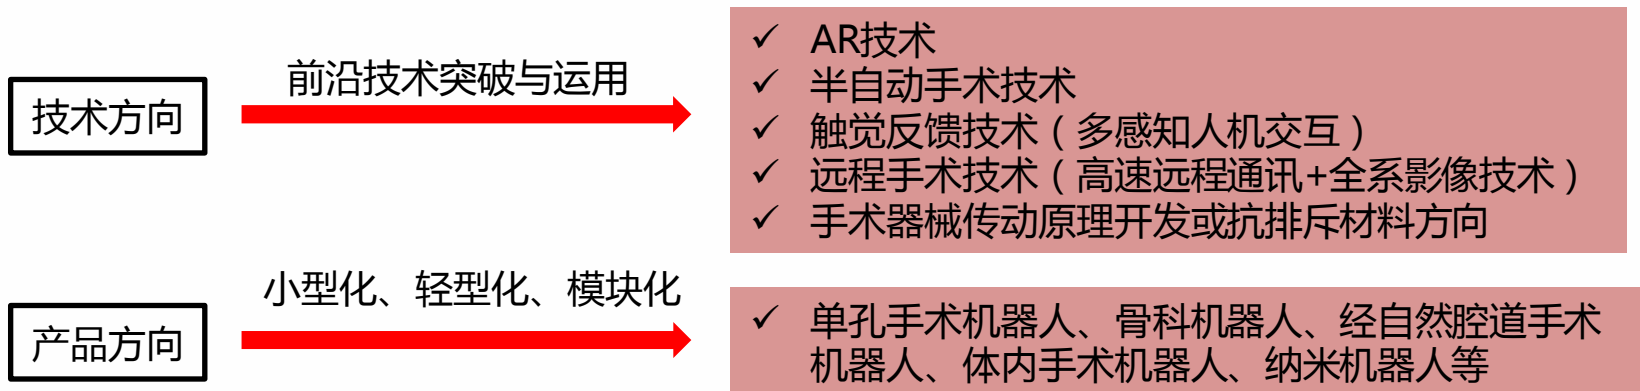 技术方向
前沿技术突破与运用
✓ AR技术
✓ 半自动手术技术
✓ 触觉反馈技术（多感知人机交互）
✓ 远程手术技术（高速远程通讯+全系影像技术）
✓ 手术器械传动原理开发或抗排斥材料方向
产品方向
小型化、轻型化、模块化
✓ 单孔手术机器人、骨科机器人、经自然腔道手术
机器人、体内手术机器人、纳米机器人等